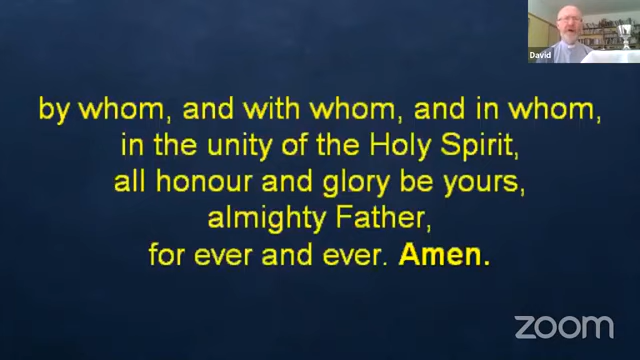 David
by whom, and with whom, and in whom,
in the unity of the Holy Spirit,
all honour and glory be yours,
almighty Father,
for ever and ever. Amen.
zoom